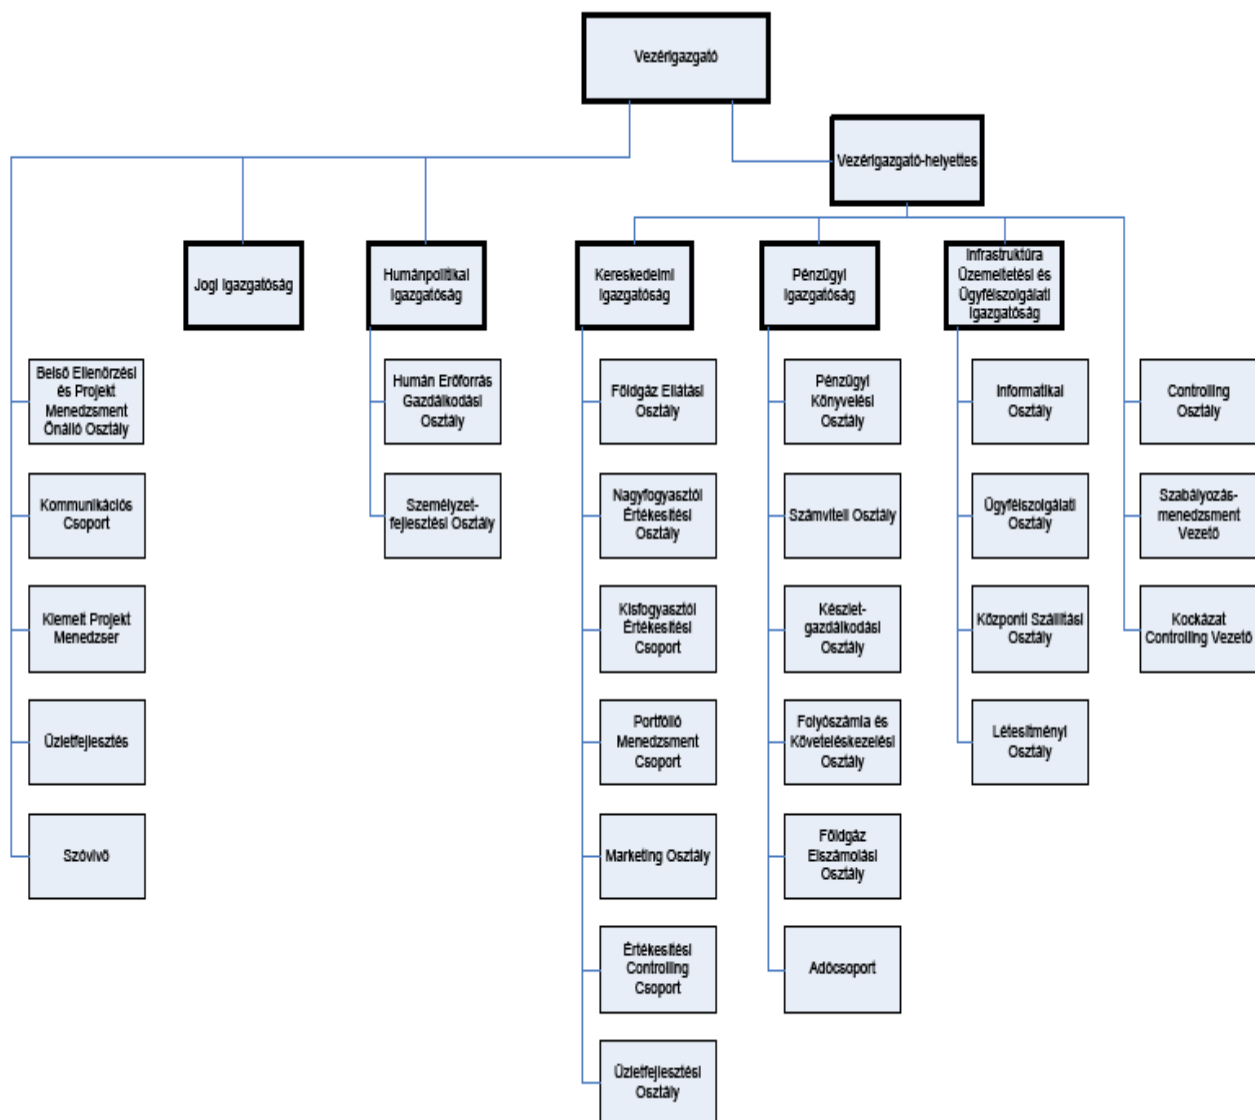 Vezérigazgató
Vezérigazgató-helyettes
Jogi Igazgatóság
Humánpolitikai
Igazgatóság
Kereskedelmi
Igazgatóság
Pénzügyi
Igazgatóság
Infrastruktúra
Üzemeltetési és
Ügyfélszolgálati
Igazgatóság
Belső Ellenőrzési
és Projekt
Menedzsment
Önálló Osztály
Kommunikációs
Csoport
Kiemelt Projekt
Menedzser
Üzletfejlesztés
Szóvivő
Humán Erőforrás
Gazdálkodási
Osztály
Személyzet-
fejlesztési Osztály
Földgáz Ellátási
Osztály
Nagyfogyasztói
Értékesítési
Osztály
Kisfogyasztói
Értékesítési
Csoport
Portfólió
Menedzsment
Csoport
Marketing Osztály
Értékesítési
Controlling
Csoport
Üzletfejlesztési
Osztály
Pénzügyi
Könyvelési
Osztály
Számviteli Osztály
Készlet-
gazdálkodási
Osztály
Folyószámla és
Követeléskezelési
Osztály
Földgáz
Elszámolási
Osztály
Adócsoport
Informatikai
Osztály
Ügyfélszolgálati
Osztály
Központi Szállítási
Osztály
Létesítményi
Osztály
Controlling
Osztály
Szabályozás-
menedzsment
Vezető
Kockázat
Controlling Vezető